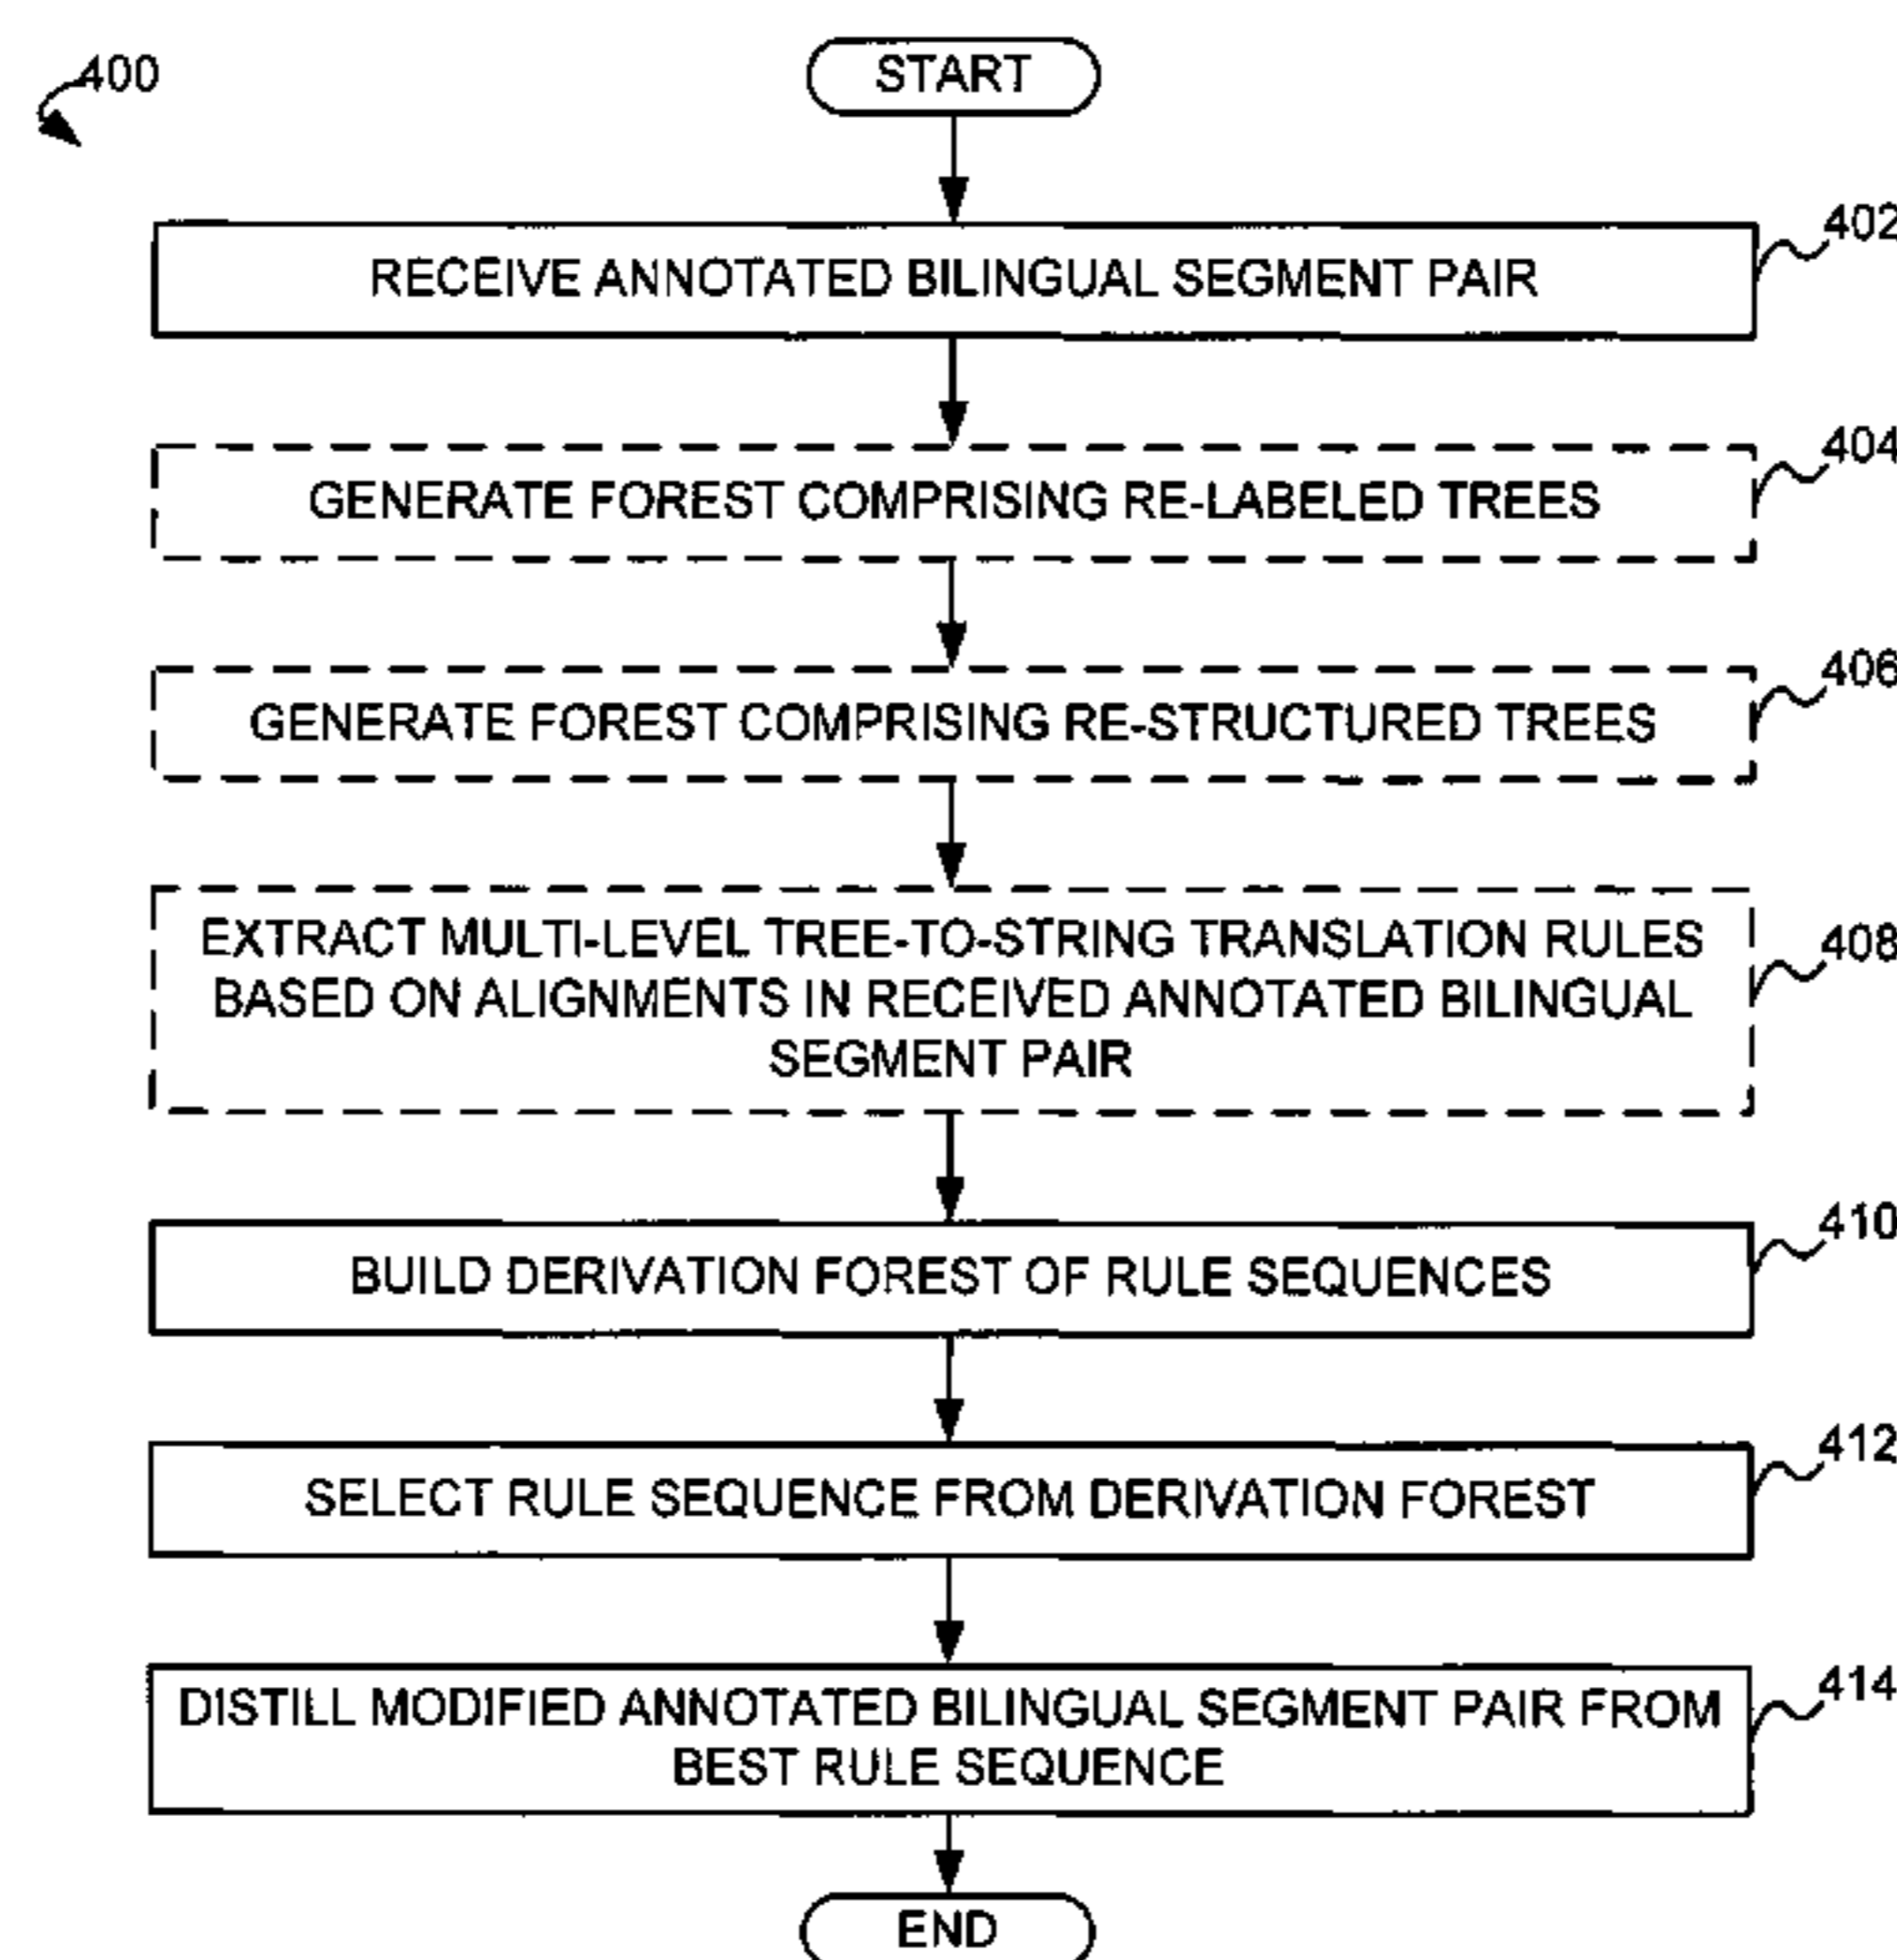 400
START
402
RECEIVE ANNOTATED BILINGUAL SEGMENT PAIR
404
GENERATE FOREST COMPRISING RE-LABELED TREES
406
GENERATE FOREST COMPRISING RE-STRUCTURED TREES
408
EXTRACT MULTI-LEVEL TREE-TO-STRING TRANSLATION RULES
BASED ON ALIGNMENTS IN RECEIVED ANNOTATED BILINGUAL
SEGMENT PAIR
410
BUILD DERIVATION FOREST OF RULE SEQUENCES
412
SELECT RULE SEQUENCE FROM DERIVATION FOREST
414
DISTILL MODIFIED ANNOTATED BILINGUAL SEGMENT PAIR FROM
BEST RULE SEQUENCE
END